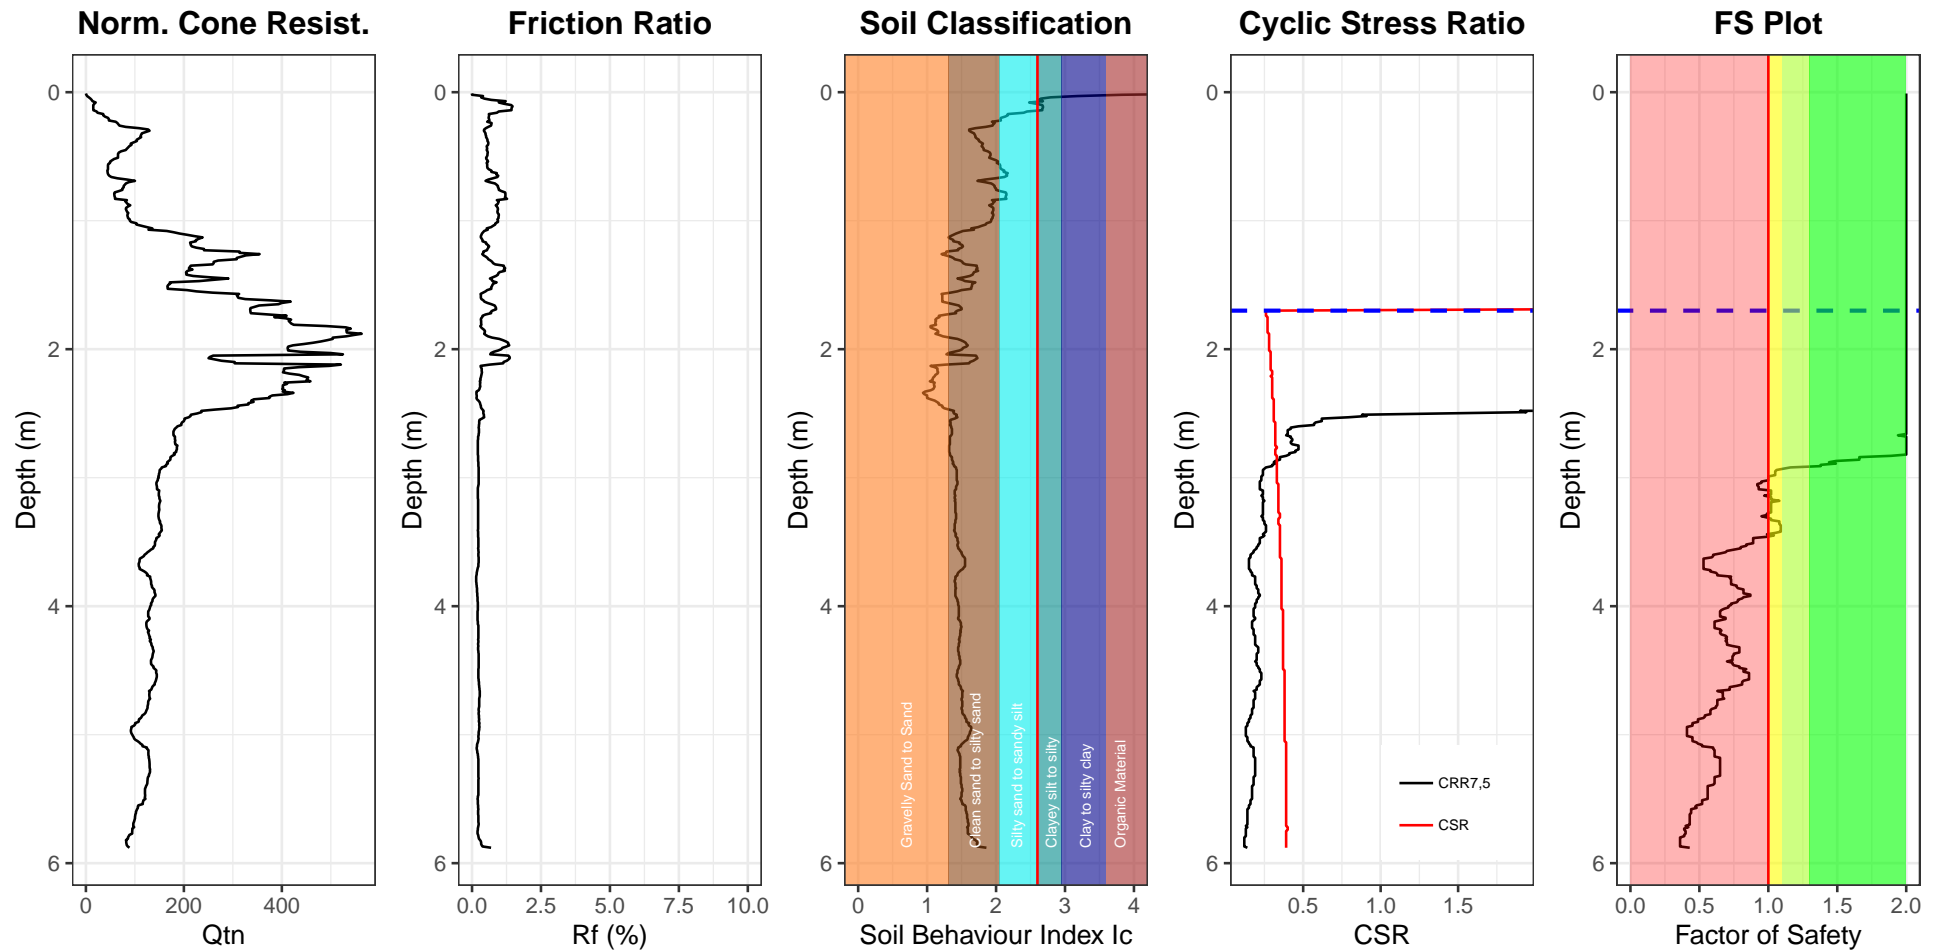 Norm. Cone Resist.
Depth (m)
0
2
4
6
0 200 400
Qtn
Friction Ratio
Depth (m)
0
2
4
6
0.0 2.5 5.0 7.5 10.0
Rf (%)
Soil Classification
Depth (m)
0
2
4
6
Gravelly Sand to Sand
Clean sand to silty sand
Silty sand to sandy silt
Clayey silt to silty
Clay to silty clay
Organic Material
0 1 2 3 4
Soil Behaviour Index Ic
Cyclic Stress Ratio
Depth (m)
0
2
4
6
CRR7,5
CSR
0.5 1.0 1.5
CSR
FS Plot
Depth (m)
0
2
4
6
0.0 0.5 1.0 1.5 2.0
Factor of Safety